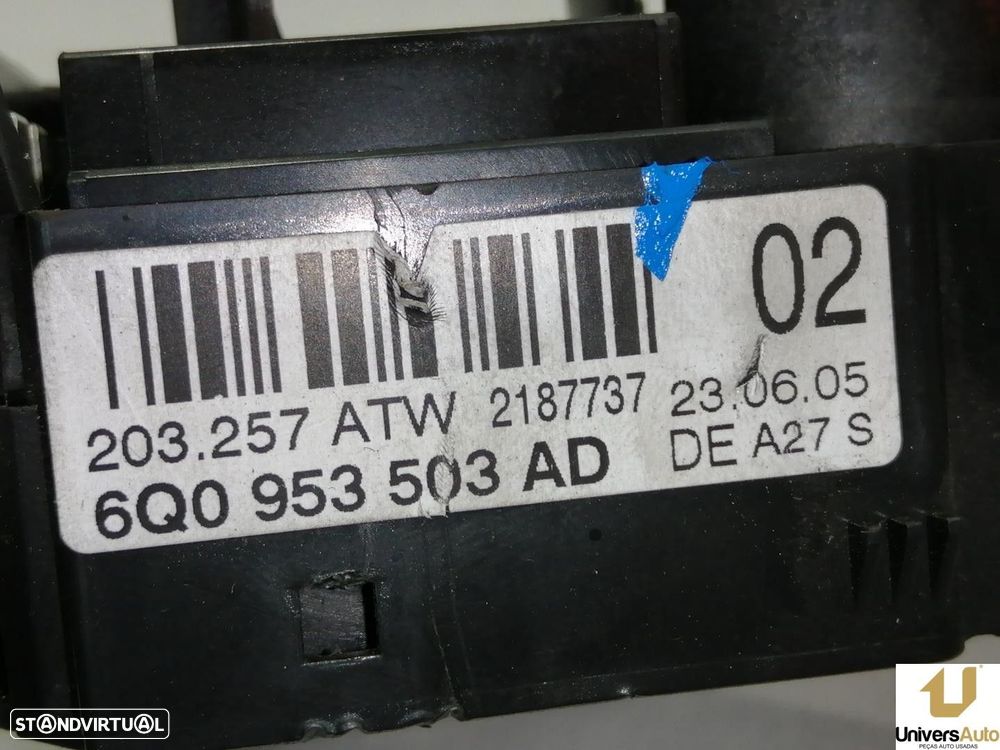 02
203.257 ATW 2187737 23.06.05
6Q0 953 503 AD DE A27 S
STANDVIRTUAL
UniversAuto
PEÇAS AUTO USADAS